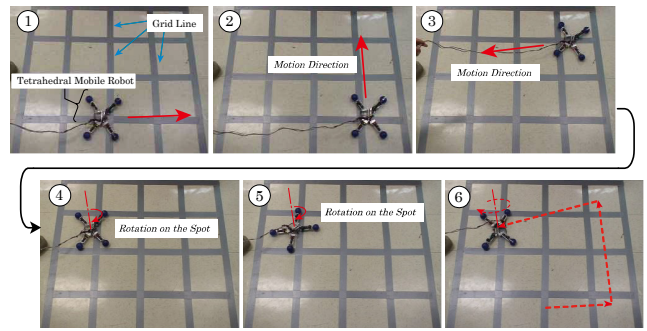 1
Grid Line
Tetrahedral Mobile Robot
2
Motion Direction
3
Motion Direction
4
Rotation on the Spot
5
Rotation on the Spot
6